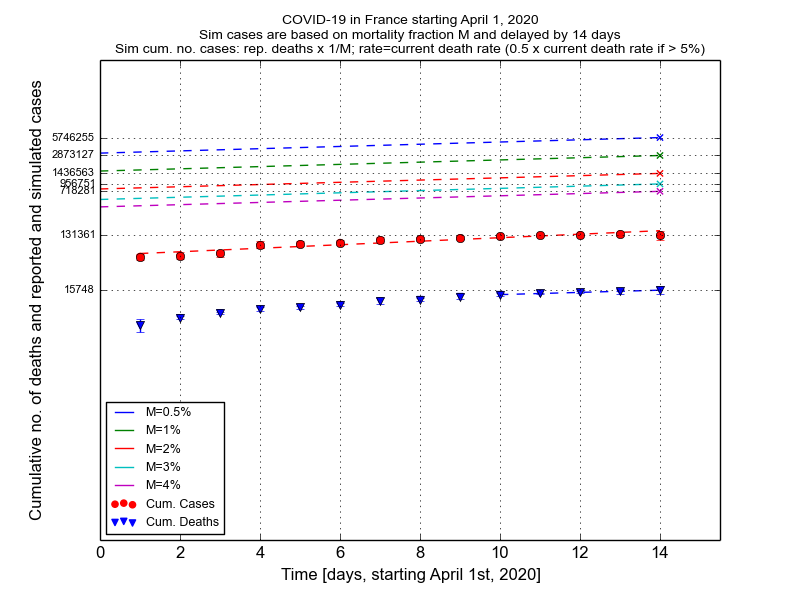 COVID-19 in France starting April 1, 2020
Sim cases are based on mortality fraction M and delayed by 14 days
Sim cum. no. cases: rep. deaths x 1/M; rate=current death rate (0.5 x current death rate if > 5%)
Cumulative no. of deaths and reported and simulated cases
5746255
2873127
1436563
956751
718281
131361
15748
M=0.5%
M=1%
M=2%
M=3%
M=4%
Cum. Cases
Cum. Deaths
0 2 4 6 8 10 12 14
Time [days, starting April 1st, 2020]